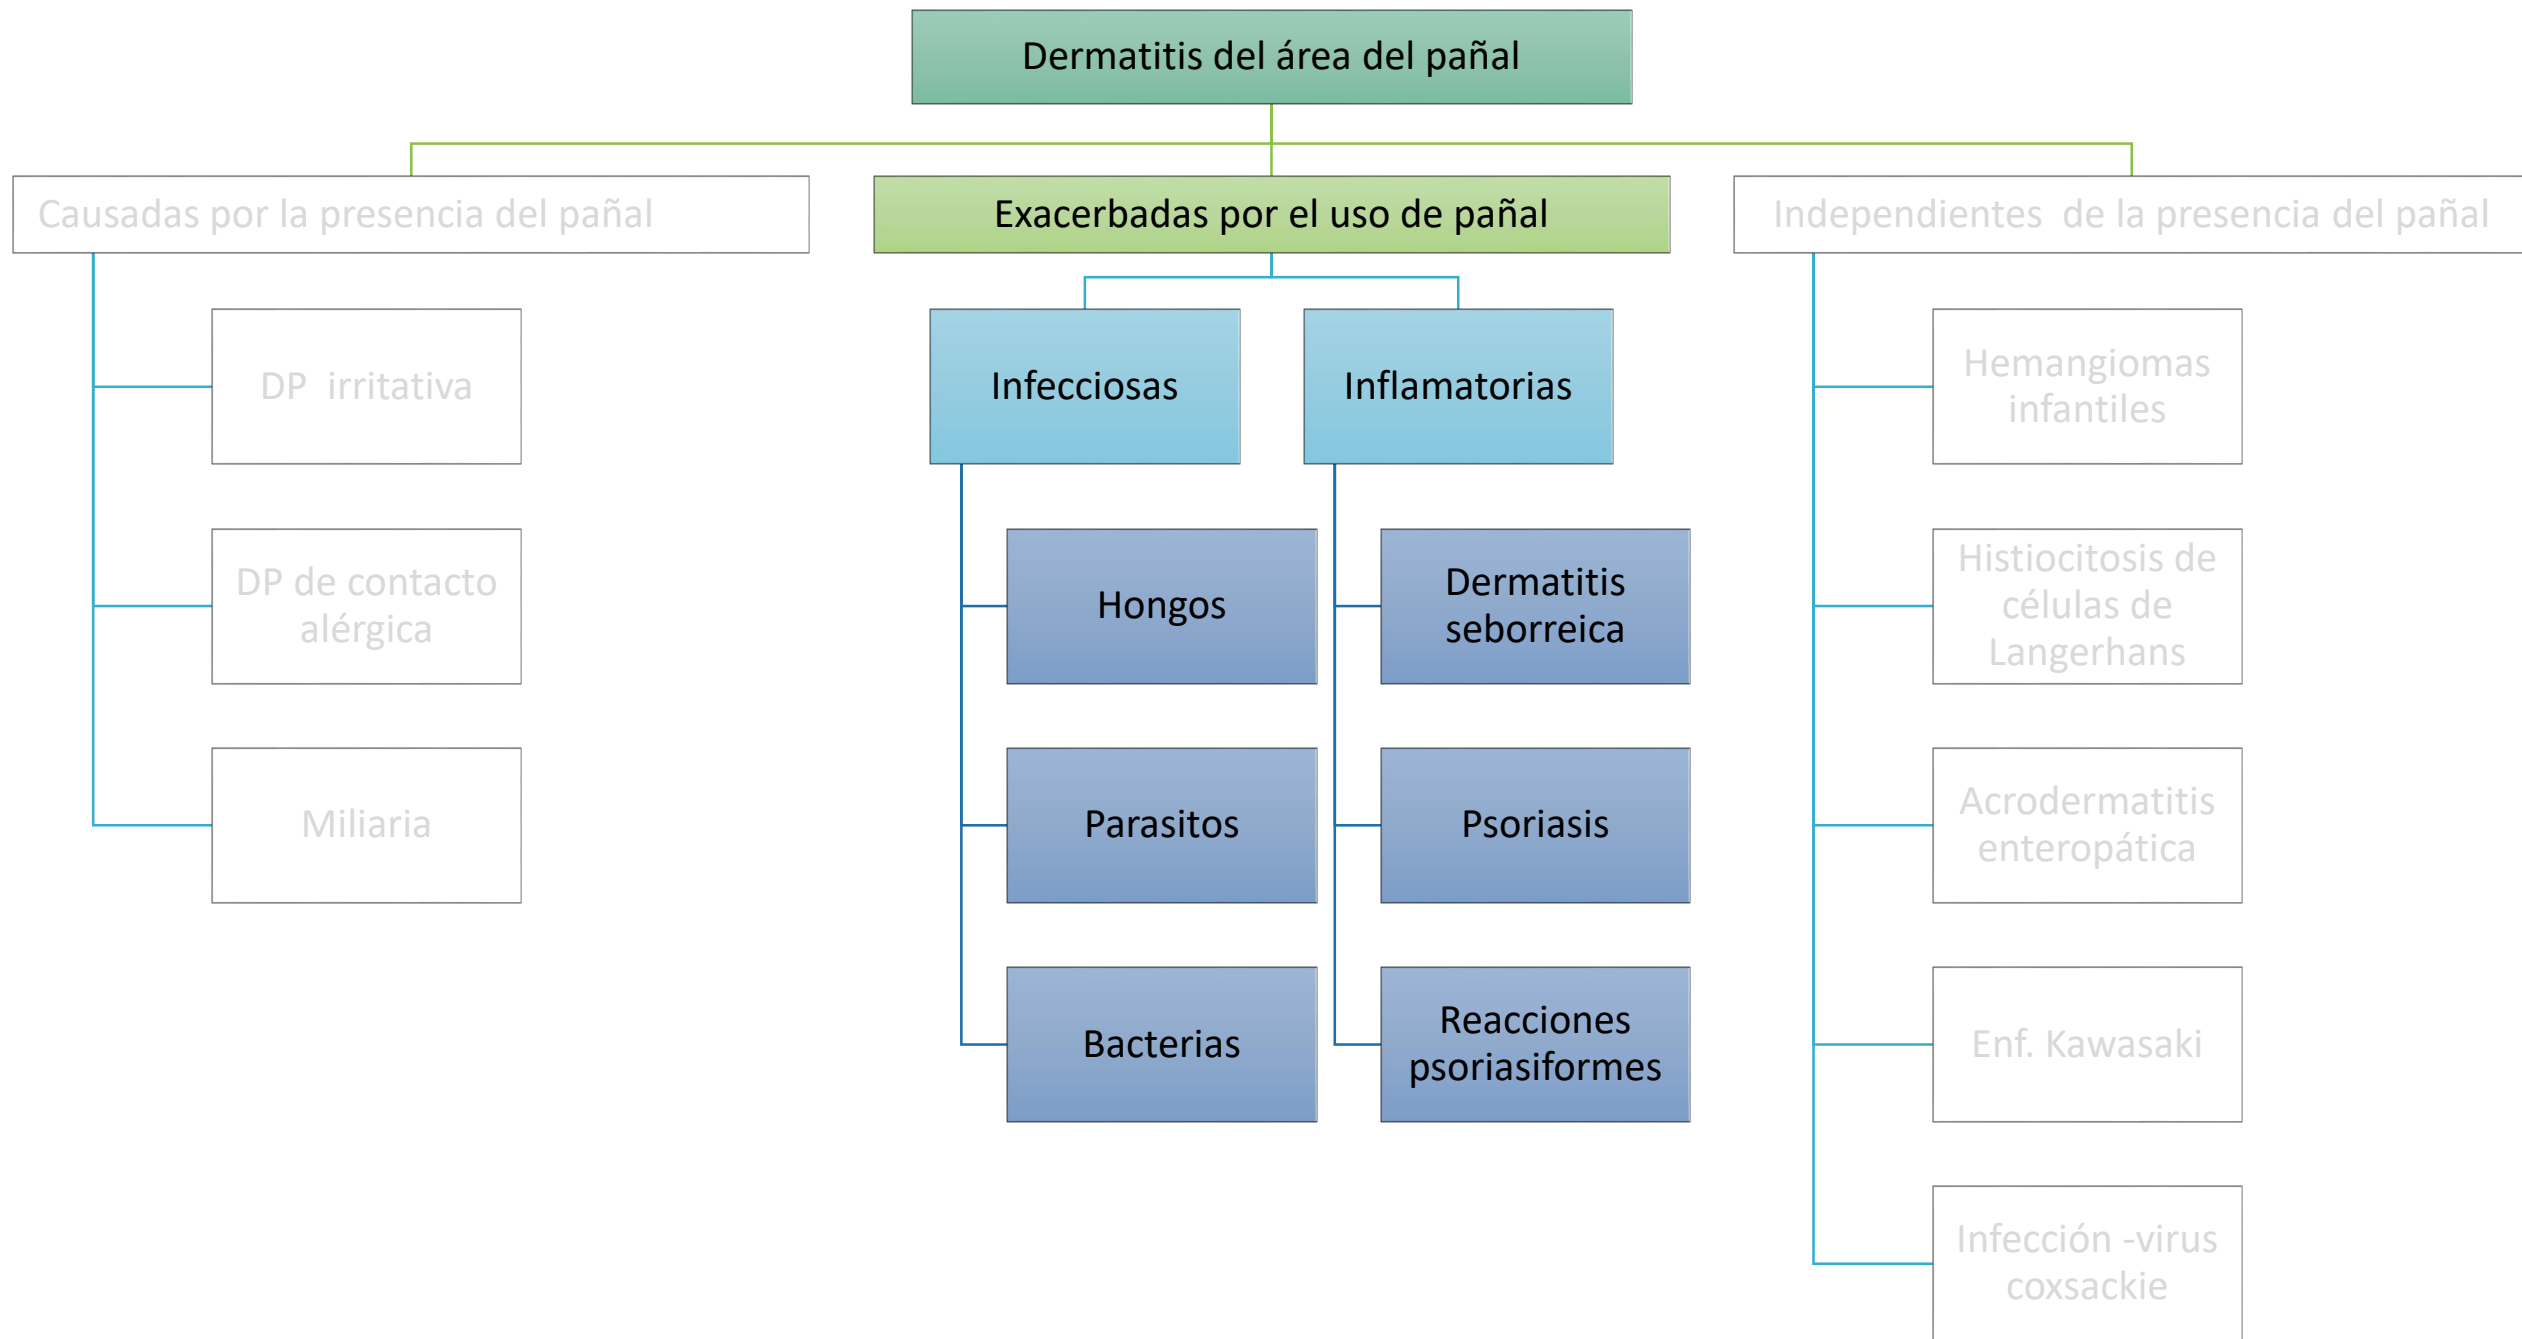 Dermatitis del área del pañal
Causadas por la presencia del pañal
DP irritativa
DP de contacto
alérgica
Miliaria
Exacerbadas por el uso de pañal
Infecciosas
Hongos
Parasitos
Bacterias
Inflamatorias
Dermatitis
seborreica
Psoriasis
Reacciones
psoriasiformes
Independientes de la presencia del pañal
Hemangiomas
infantiles
Histiocitosis de
células de
Langerhans
Acrodermatitis
enteropática
Enf. Kawasaki
Infección -virus
coxsackie